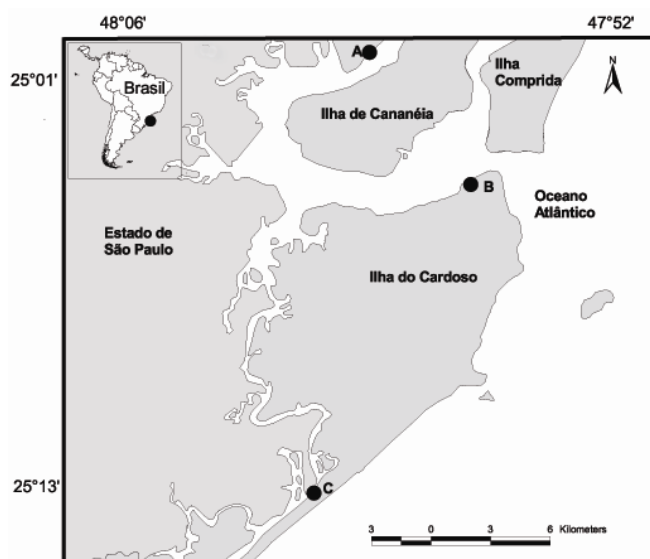 48°06' 47°52'
25°01'
A
Ilha
Comprida
N
Brasil
Ilha de Cananéia
B
Oceano
Atlântico
Estado de
São Paulo
Ilha do Cardoso
25°13'
C
3 0 3 6 Kilometers